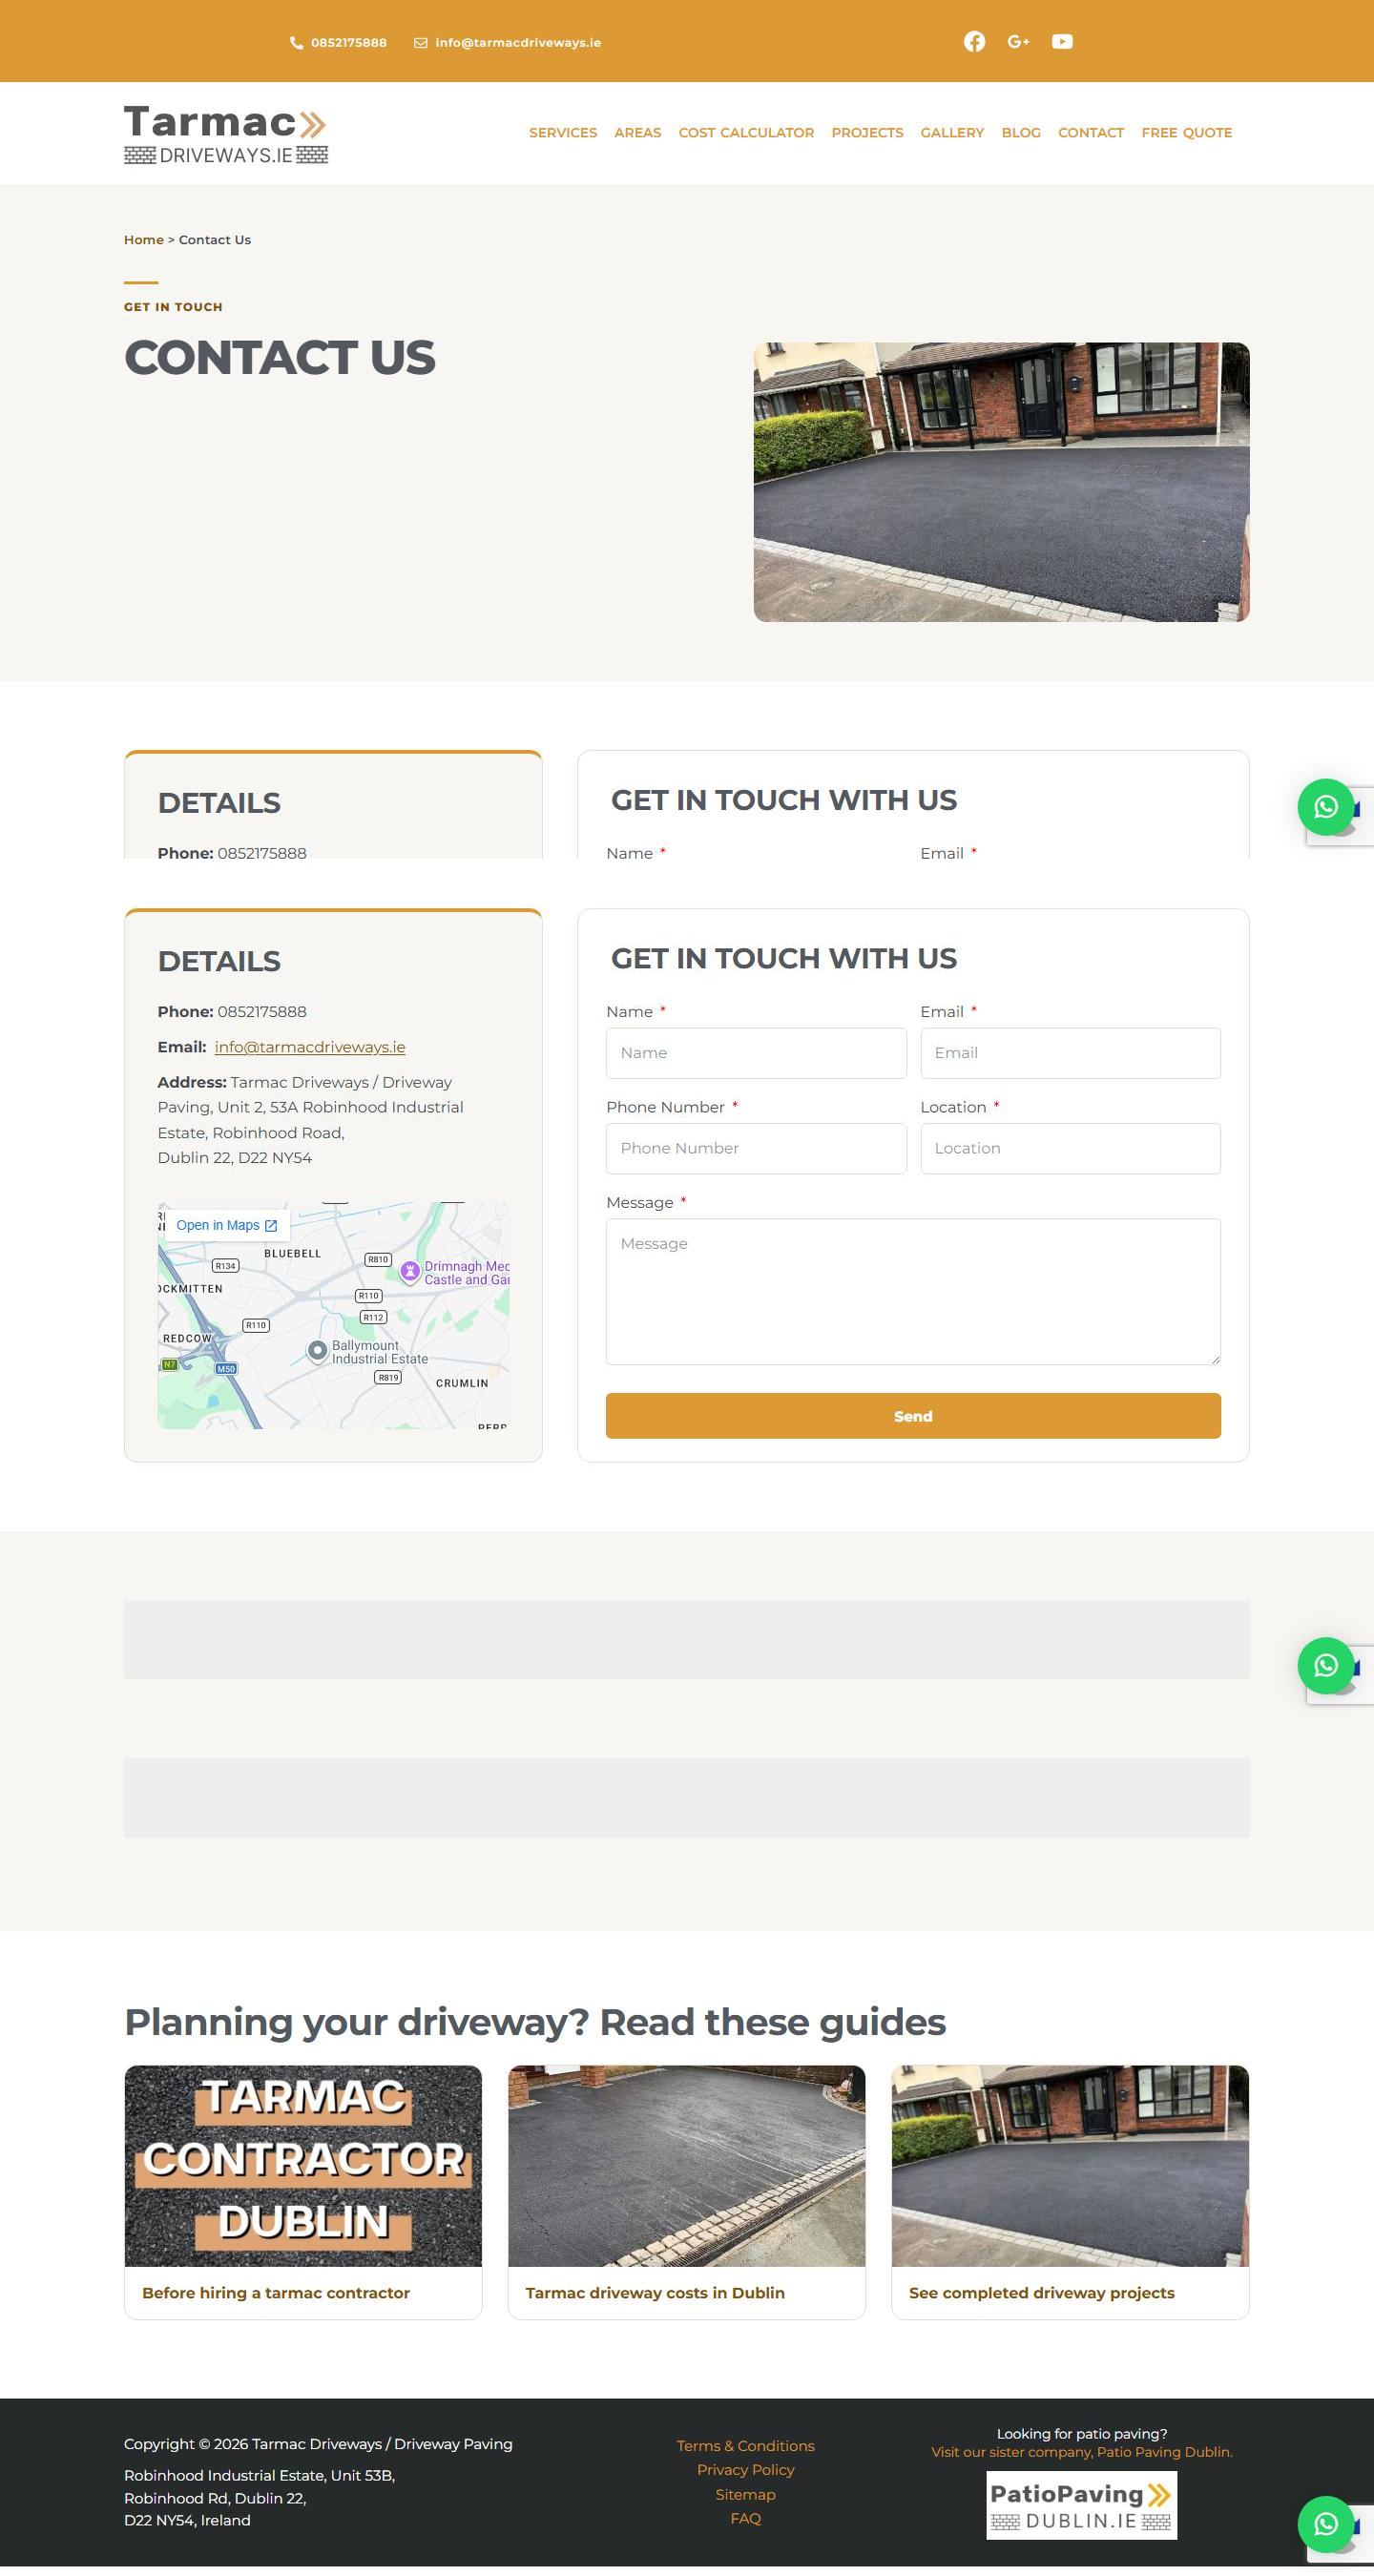 0852175888 info@tarmacdriveways.ie
Tarmac
DRIVEWAYS.IE
SERVICES AREAS COST CALCULATOR PROJECTS GALLERY BLOG CONTACT FREE QUOTE
Home > Contact Us
GET IN TOUCH
CONTACT US
DETAILS
Phone: 0852175888
GET IN TOUCH WITH US
Name * Email *
DETAILS
Phone: 0852175888
Email: info@tarmacdriveways.ie
Address: Tarmac Driveways / Driveway
Paving, Unit 2, 53A Robinhood Industrial
Estate, Robinhood Road,
Dublin 22, D22 NY54
Open in Maps
BLUEBELL
R810
R134
Drimnagh Med
Castle and Gar
OCKMITTEN
R110
R112
R110
REDCOW
Ballymount
Industrial Estate
N7
M50
R819
CRUMLIN
PERR
GET IN TOUCH WITH US
Name * Email *
Name Email
Phone Number * Location *
Phone Number Location
Message *
Message
Send
Planning your driveway? Read these guides
TARMAC
CONTRACTOR
DUBLIN
Before hiring a tarmac contractor
Tarmac driveway costs in Dublin
See completed driveway projects
Copyright © 2026 Tarmac Driveways / Driveway Paving
Robinhood Industrial Estate, Unit 53B,
Robinhood Rd, Dublin 22,
D22 NY54, Ireland
Terms & Conditions
Privacy Policy
Sitemap
FAQ
Looking for patio paving?
Visit our sister company, Patio Paving Dublin.
PatioPaving
DUBLIN.IE